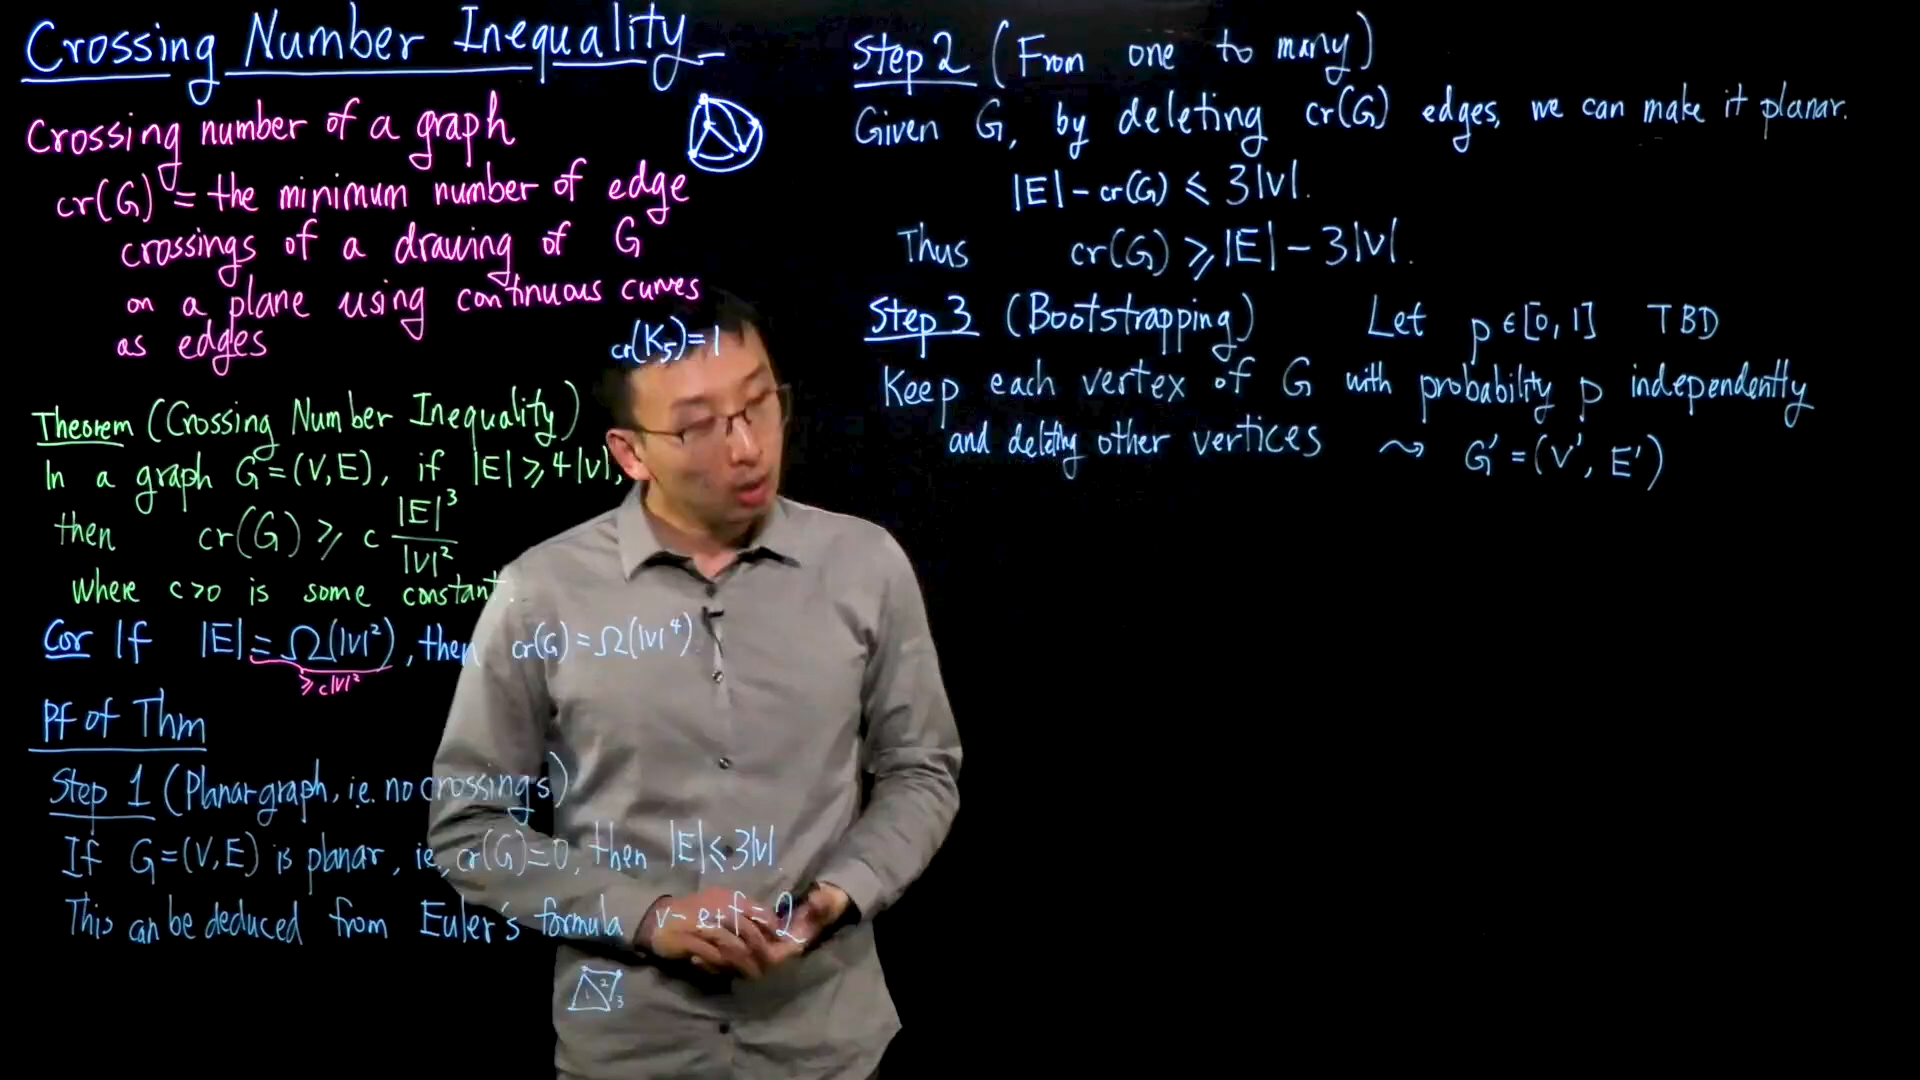 Crossing Number Inequality
Crossing number of a graph
cr(G) = the minimum number of edge
crossings of a drawing of G
on a plane using continuous curves
as edges
cr(K₅)=1
Theorem (Crossing Number Inequality)
In a graph G=(V,E), if |E| ⩾ 4|V|,
then cr(G) ⩾ c |E|³/|V|²
Where c>0 is some constant.
Cor If |E| = Ω(|V|²), then cr(G) = Ω(|V|⁴)
⩾ c|V|²
Pf of Thm
Step 1 (Planar graph, i.e. no crossings)
If G=(V,E) is planar, ie., cr(G)=0, then |E| ⩽ 3|V|.
This can be deduced from Euler's formula v-e+f=2
1 2 3
Step 2 (From one to many)
Given G, by deleting cr(G) edges, we can make it planar.
|E| - cr(G) ⩽ 3|V|.
Thus cr(G) ⩾ |E| - 3|V|.
Step 3 (Bootstrapping) Let p∈[0,1] TBD
Keep each vertex of G with probability p independently
and deleting other vertices ⇝ G'=(V', E')